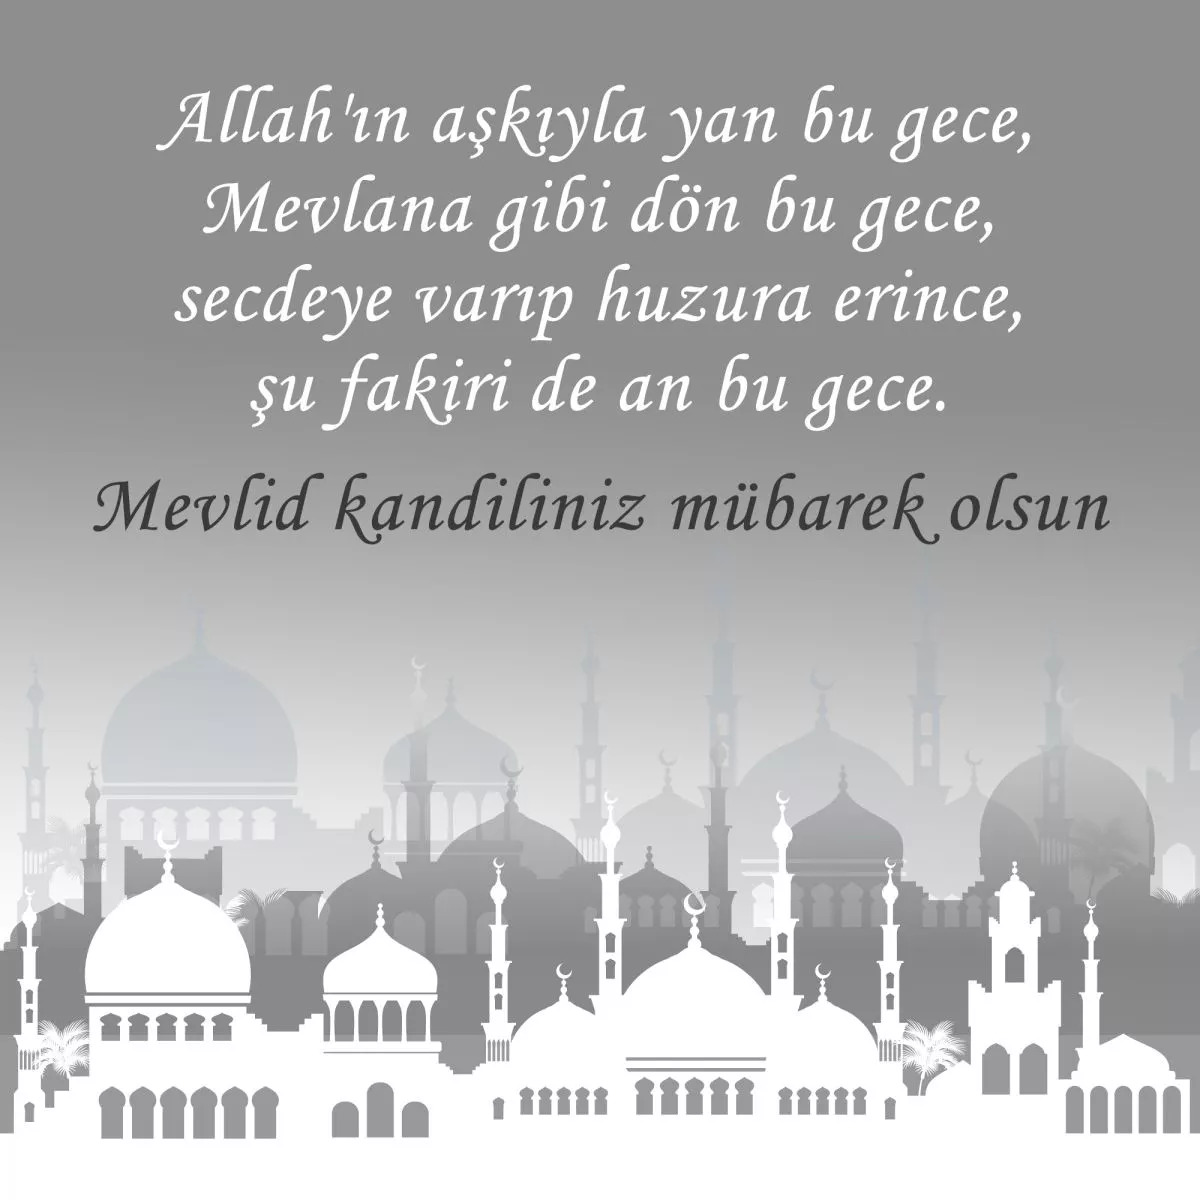 Allah'ın aşkıyla yan bu gece,
Mevlana gibi dön bu gece,
secdeye varıp huzura erince,
şu fakiri de an bu gece.
Mevlid kandiliniz mübarek olsun